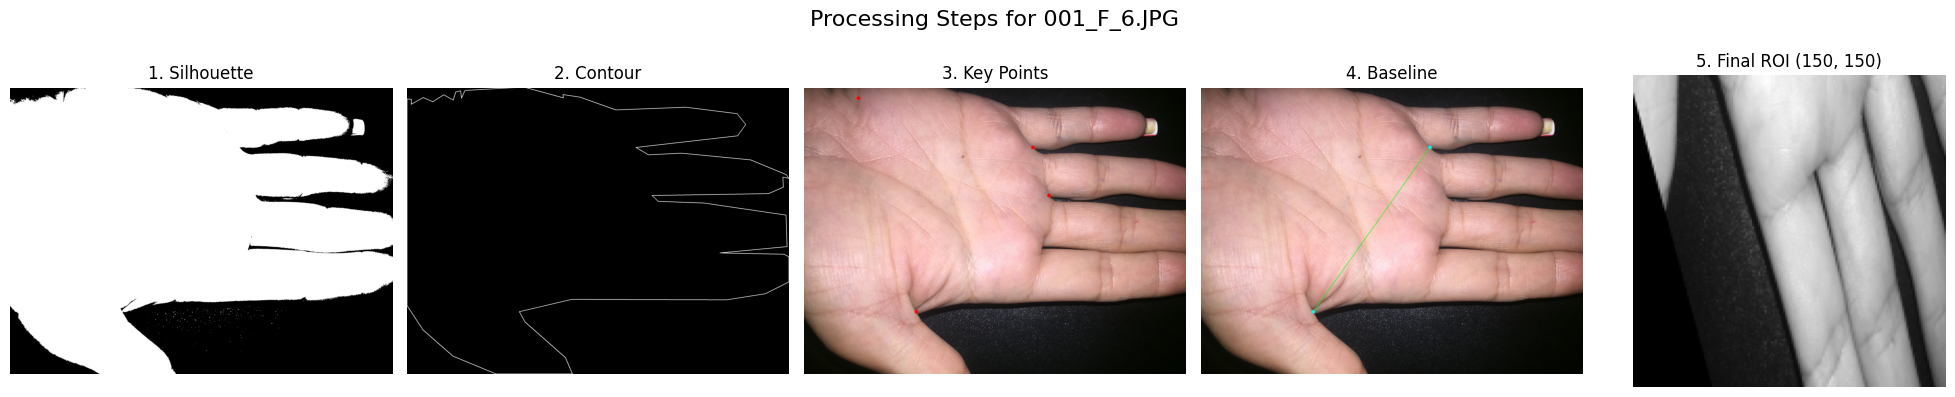 Processing Steps for 001_F_6.JPG
1. Silhouette
2. Contour
3. Key Points
4. Baseline
5. Final ROI (150, 150)